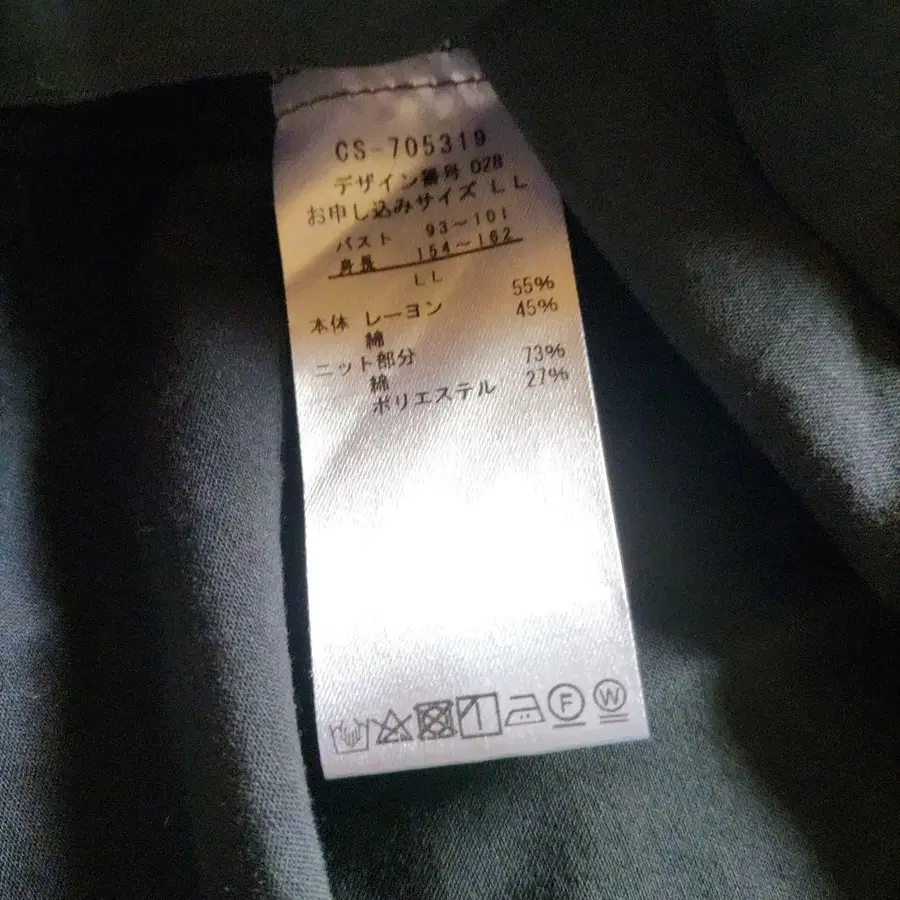 CS-705319
デザイン番号 028
お申し込みサイズ LL
バスト 93～101
身長 154～162
LL
本体 レーヨン 55%
綿 45%
ニット部分
綿 73%
ポリエステル 27%
F W